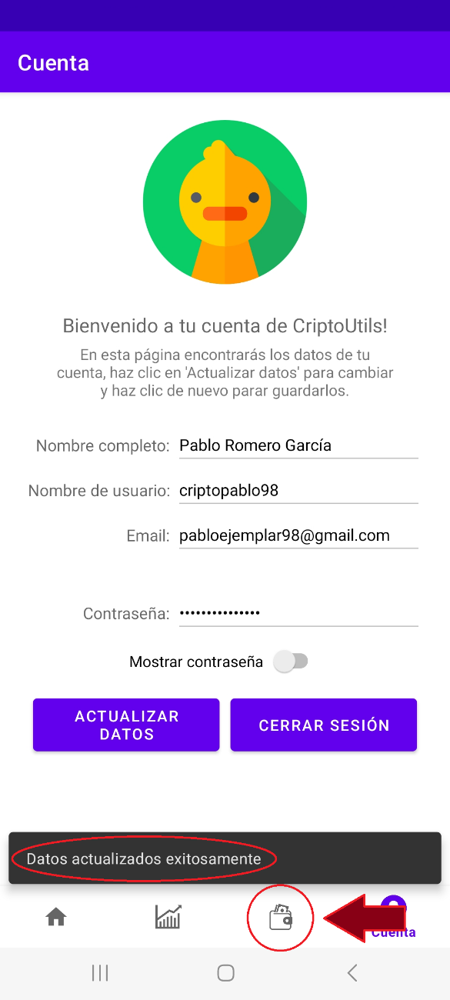 Cuenta
Bienvenido a tu cuenta de CriptoUtils!
En esta página encontrarás los datos de tu
cuenta, haz clic en 'Actualizar datos' para cambiar
y haz clic de nuevo parar guardarlos.
Nombre completo: Pablo Romero García
Nombre de usuario: criptopablo98
Email: pabloejemplar98@gmail.com
Contraseña: •••••••••••••••
Mostrar contraseña
ACTUALIZAR
DATOS
CERRAR SESIÓN
Datos actualizados exitosamente
Cuenta